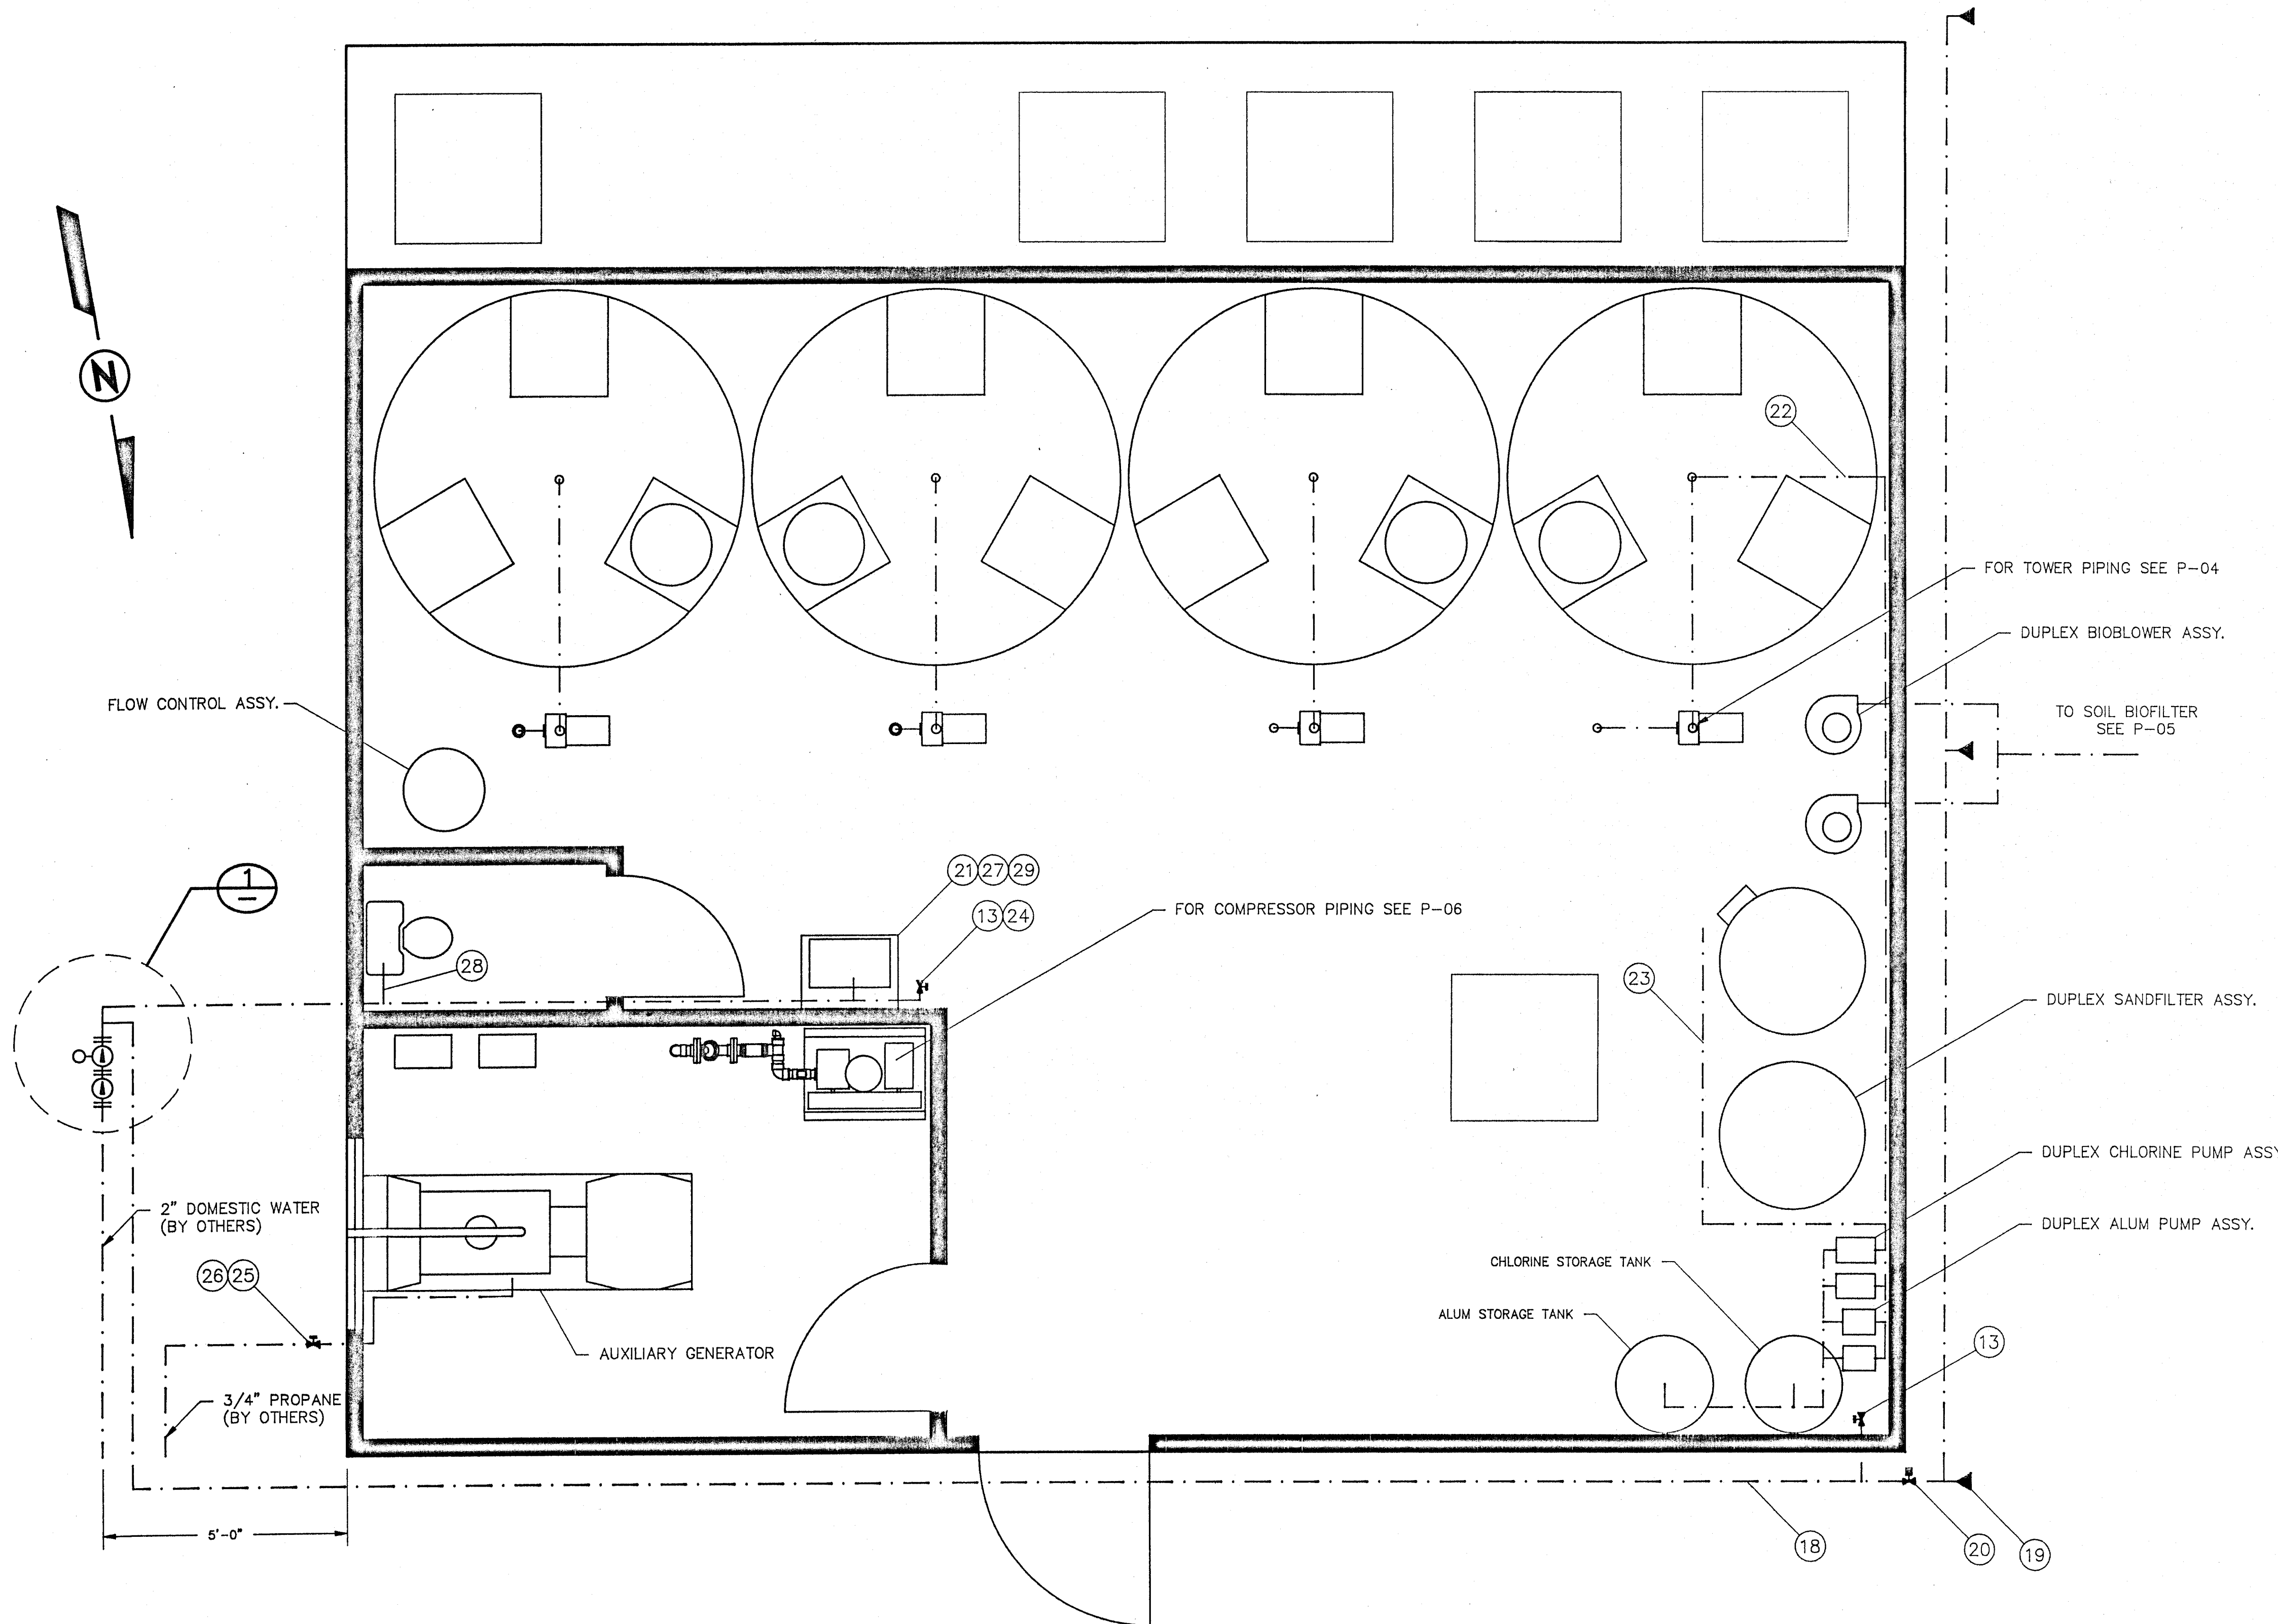 N
22
FOR TOWER PIPING SEE P-04
DUPLEX BIOBLOWER ASSY.
FLOW CONTROL ASSY.
TO SOIL BIOFILTER
SEE P-05
21 27 29
1
-
13 24
FOR COMPRESSOR PIPING SEE P-06
28
23
DUPLEX SANDFILTER ASSY.
DUPLEX CHLORINE PUMP ASSY
2" DOMESTIC WATER
(BY OTHERS)
DUPLEX ALUM PUMP ASSY.
26 25
CHLORINE STORAGE TANK
ALUM STORAGE TANK
13
AUXILIARY GENERATOR
3/4" PROPANE
(BY OTHERS)
5'-0"
18
20
19